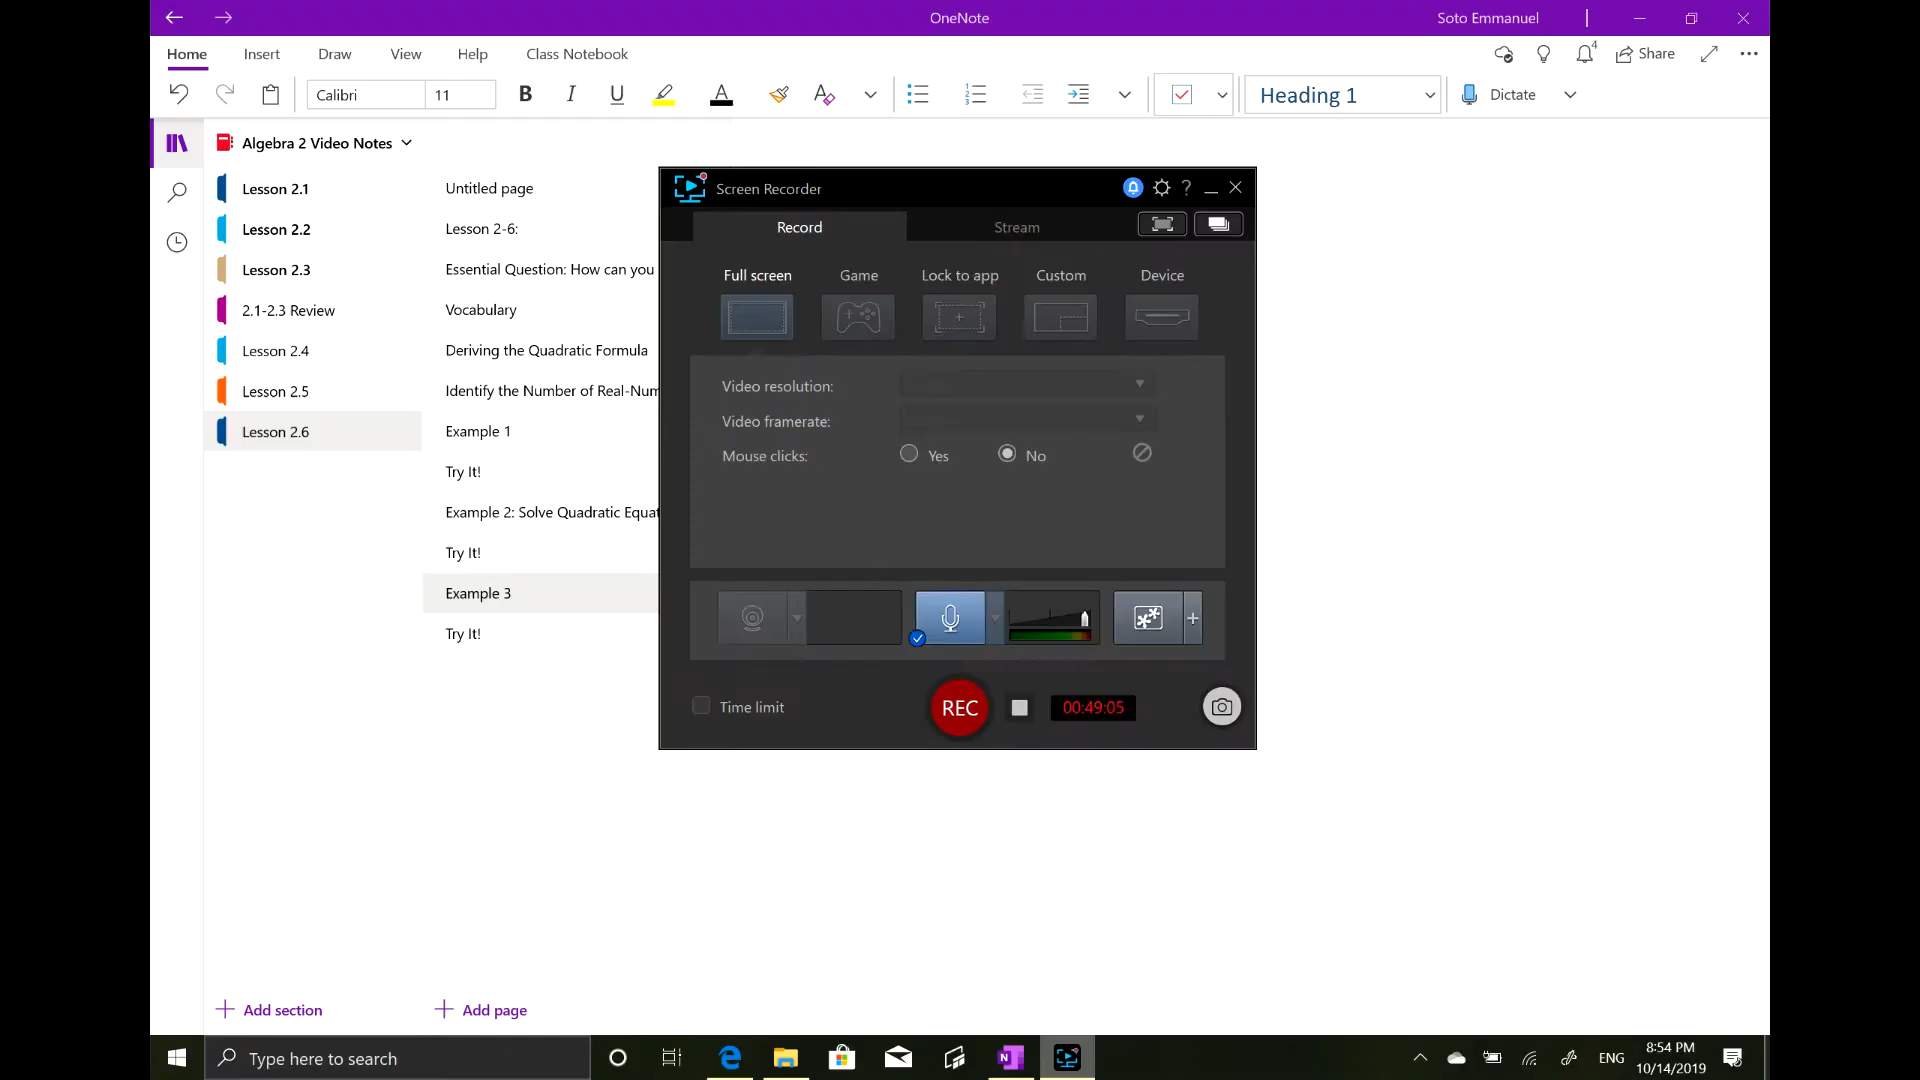 OneNote
Soto Emmanuel
Home Insert Draw View Help Class Notebook
4
Share
Calibri 11 B I U A A
Heading 1
Dictate
Algebra 2 Video Notes
Lesson 2.1
Lesson 2.2
Lesson 2.3
2.1-2.3 Review
Lesson 2.4
Lesson 2.5
Lesson 2.6
Untitled page
Lesson 2-6:
Essential Question: How can you
Vocabulary
Deriving the Quadratic Formula
Identify the Number of Real-Num
Example 1
Try It!
Example 2: Solve Quadratic Equat
Try It!
Example 3
Try It!
Screen Recorder
?
Record Stream
Full screen Game Lock to app Custom Device
Video resolution:
Video framerate:
Mouse clicks: Yes No
Time limit
REC
00:49:05
Add section
Add page
Type here to search
N
ENG
8:54 PM
10/14/2019